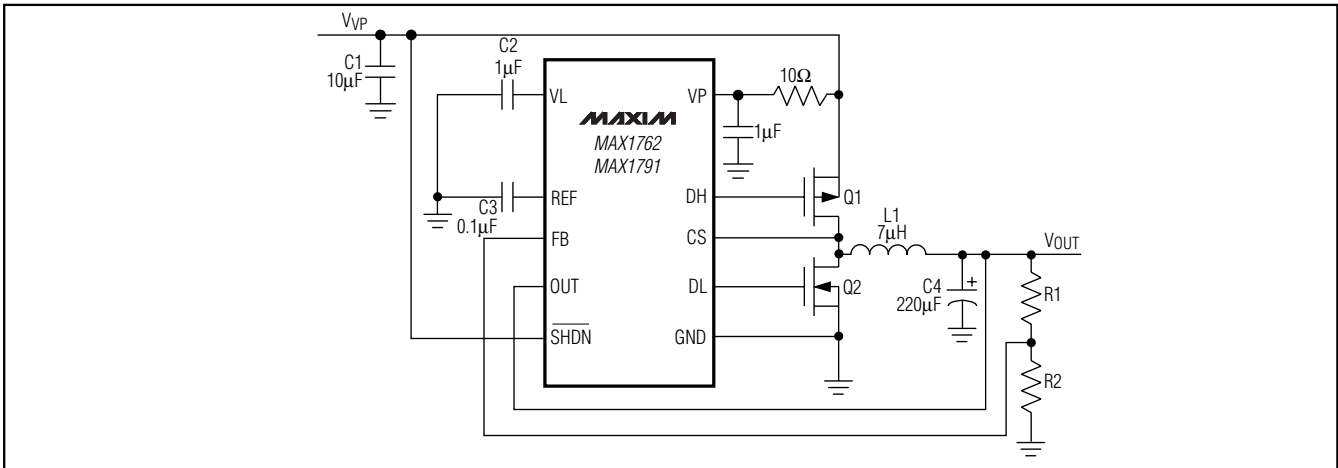 VVP
C1
10μF
C2
1μF
VL
MAXIM
MAX1762
MAX1791
VP
10Ω
1μF
REF
C3
0.1μF
DH
Q1
FB
CS
L1
7μH
VOUT
OUT
DL
Q2
C4
220μF
+
R1
SHDN
GND
R2